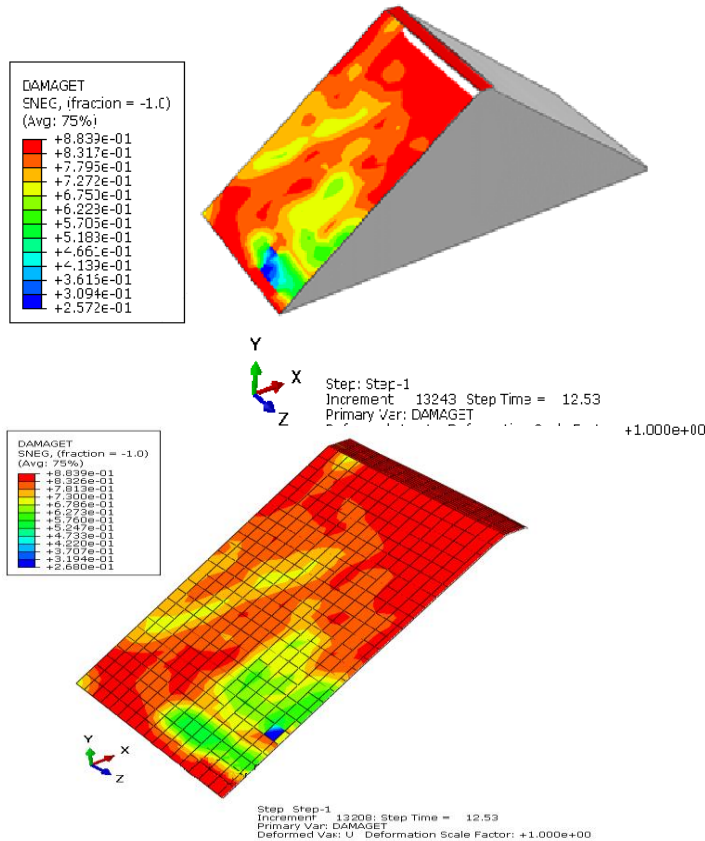 DAMAGET
SNEG, (fraction = -1.0)
(Avg: 75%)
+8.839e-01
+8.317e-01
+7.795e-01
+7.272e-01
+6.750e-01
+6.228e-01
+5.705e-01
+5.183e-01
+4.661e-01
+4.139e-01
+3.616e-01
+3.094e-01
+2.572e-01
Y
X
Z
Step: Step-1
Increment 13243 Step Time = 12.53
Primary Var: DAMAGET
+1.000e+00
DAMAGET
SNEG, (fraction = -1.0)
(Avg: 75%)
+8.839e-01
+8.326e-01
+7.813e-01
+7.300e-01
+6.786e-01
+6.273e-01
+5.760e-01
+5.247e-01
+4.733e-01
+4.220e-01
+3.707e-01
+3.194e-01
+2.680e-01
Y
X
Z
Step Step-1
Increment 13208: Step Time = 12.53
Primary Var: DAMAGET
Deformed Var: U Deformation Scale Factor: +1.000e+00